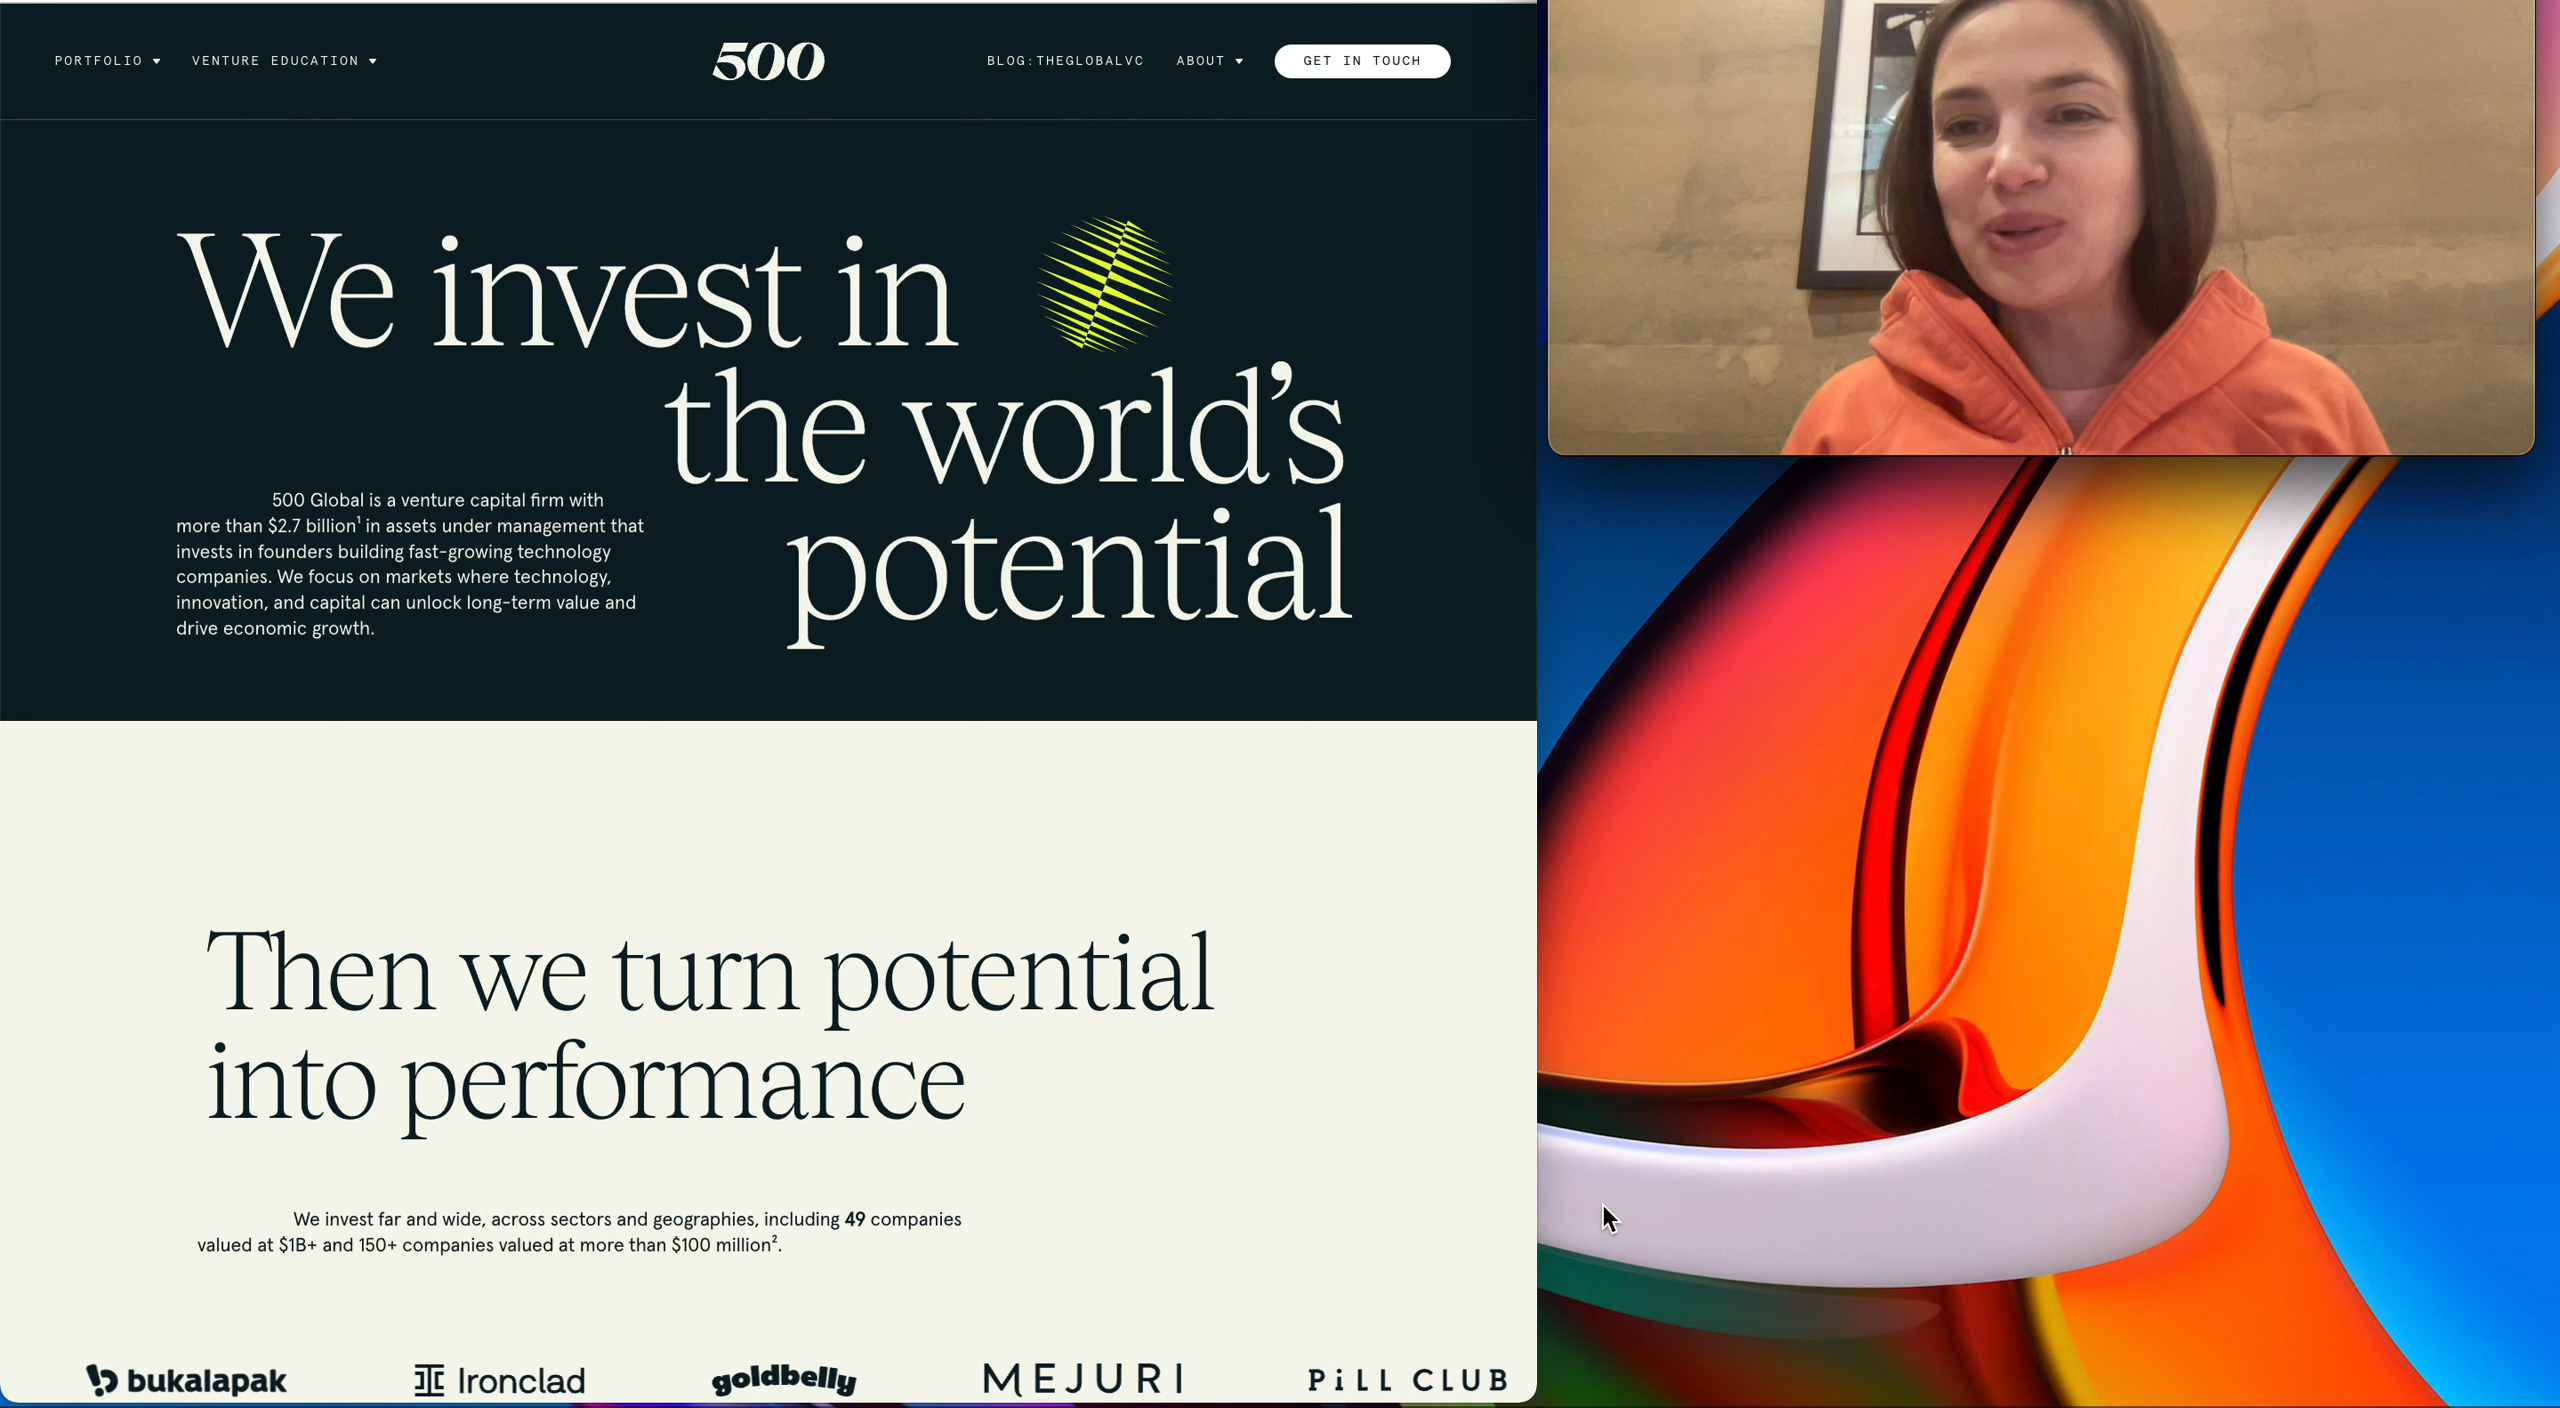 PORTFOLIO
VENTURE EDUCATION
500
BLOG:THEGLOBALVC
ABOUT
GET IN TOUCH
We invest in
the world’s
potential
500 Global is a venture capital firm with
more than $2.7 billion¹ in assets under management that
invests in founders building fast-growing technology
companies. We focus on markets where technology,
innovation, and capital can unlock long-term value and
drive economic growth.
Then we turn potential
into performance
We invest far and wide, across sectors and geographies, including 49 companies
valued at $1B+ and 150+ companies valued at more than $100 million².
bukalapak
Ironclad
goldbelly
MEJURI
PiLL CLUB